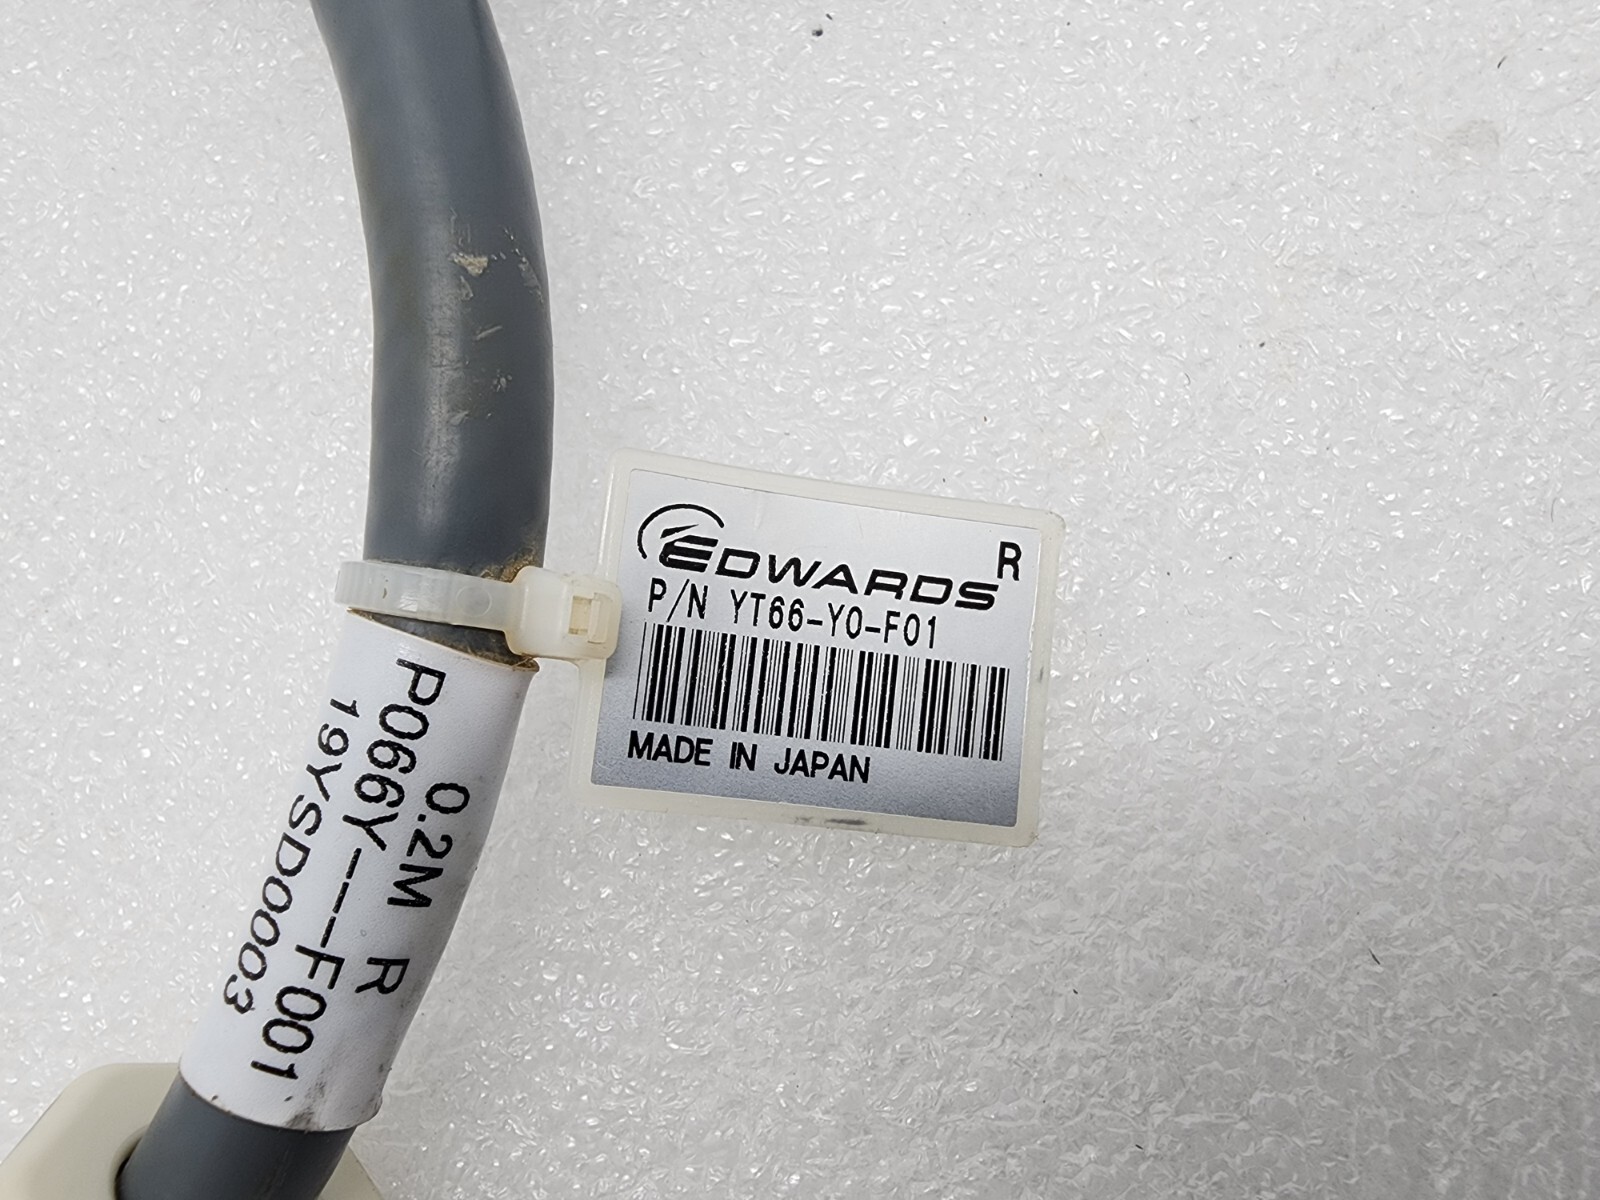 EDWARDS R
P/N YT66-Y0-F01
MADE IN JAPAN
0.2M R
P066Y----F001
19YSD0003